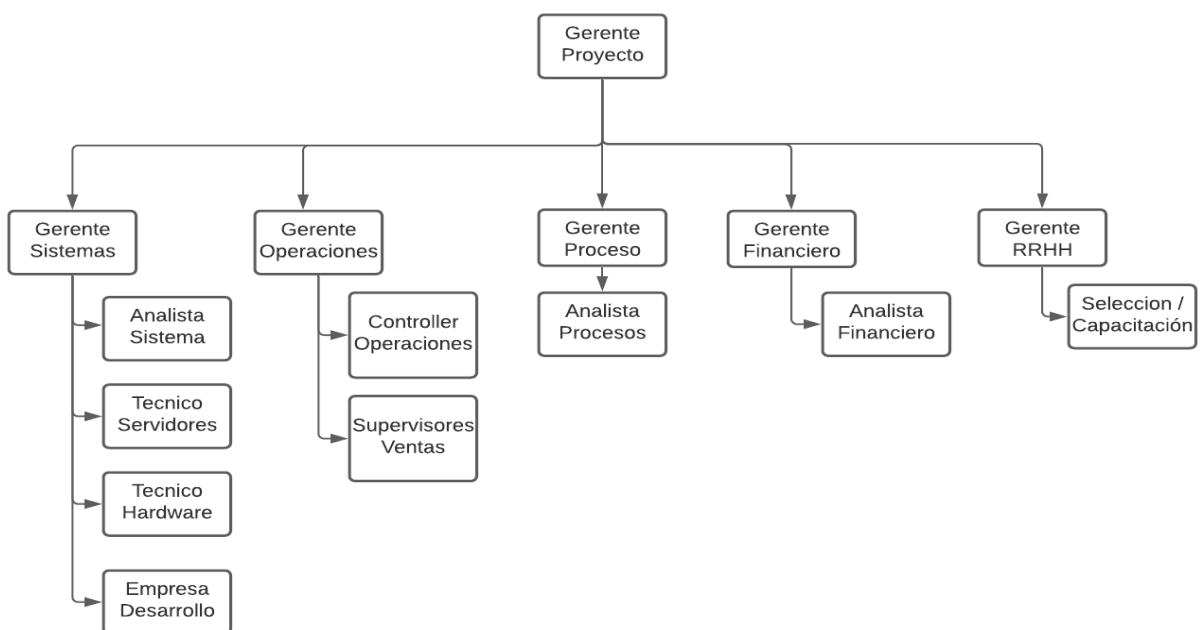 Gerente
Proyecto
Gerente
Sistemas
Gerente
Operaciones
Gerente
Proceso
Gerente
Financiero
Gerente
RRHH
Analista
Sistema
Tecnico
Servidores
Tecnico
Hardware
Empresa
Desarrollo
Controller
Operaciones
Supervisores
Ventas
Analista
Procesos
Analista
Financiero
Seleccion /
Capacitación